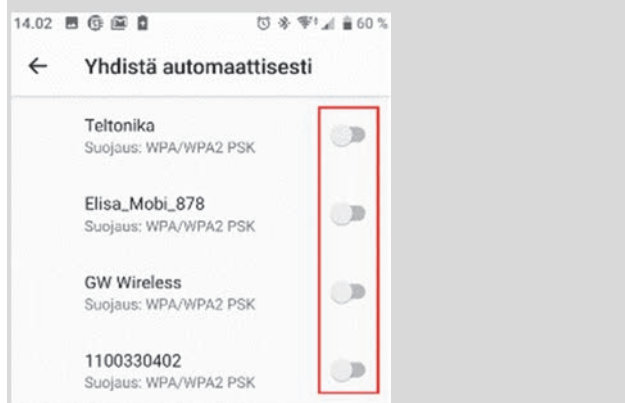 14.02 60 %
Yhdistä automaattisesti
Teltonika
Suojaus: WPA/WPA2 PSK
Elisa_Mobi_878
Suojaus: WPA/WPA2 PSK
GW Wireless
Suojaus: WPA/WPA2 PSK
1100330402
Suojaus: WPA/WPA2 PSK